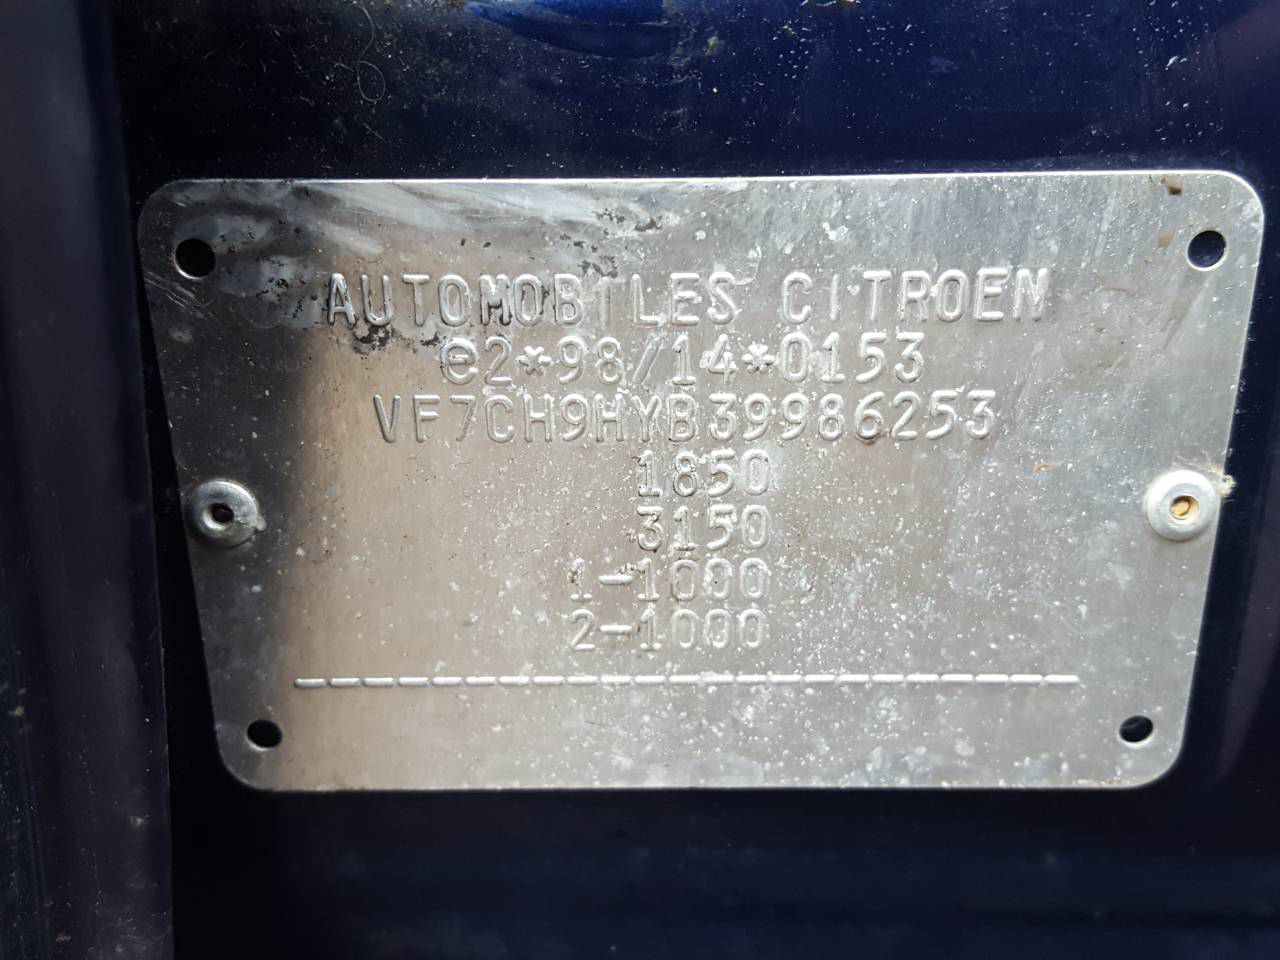 AUTOMOBILES CITROEN
e2*98/14*0153
VF7CH9HYB39986253
1850
3150
1-1000
2-1000